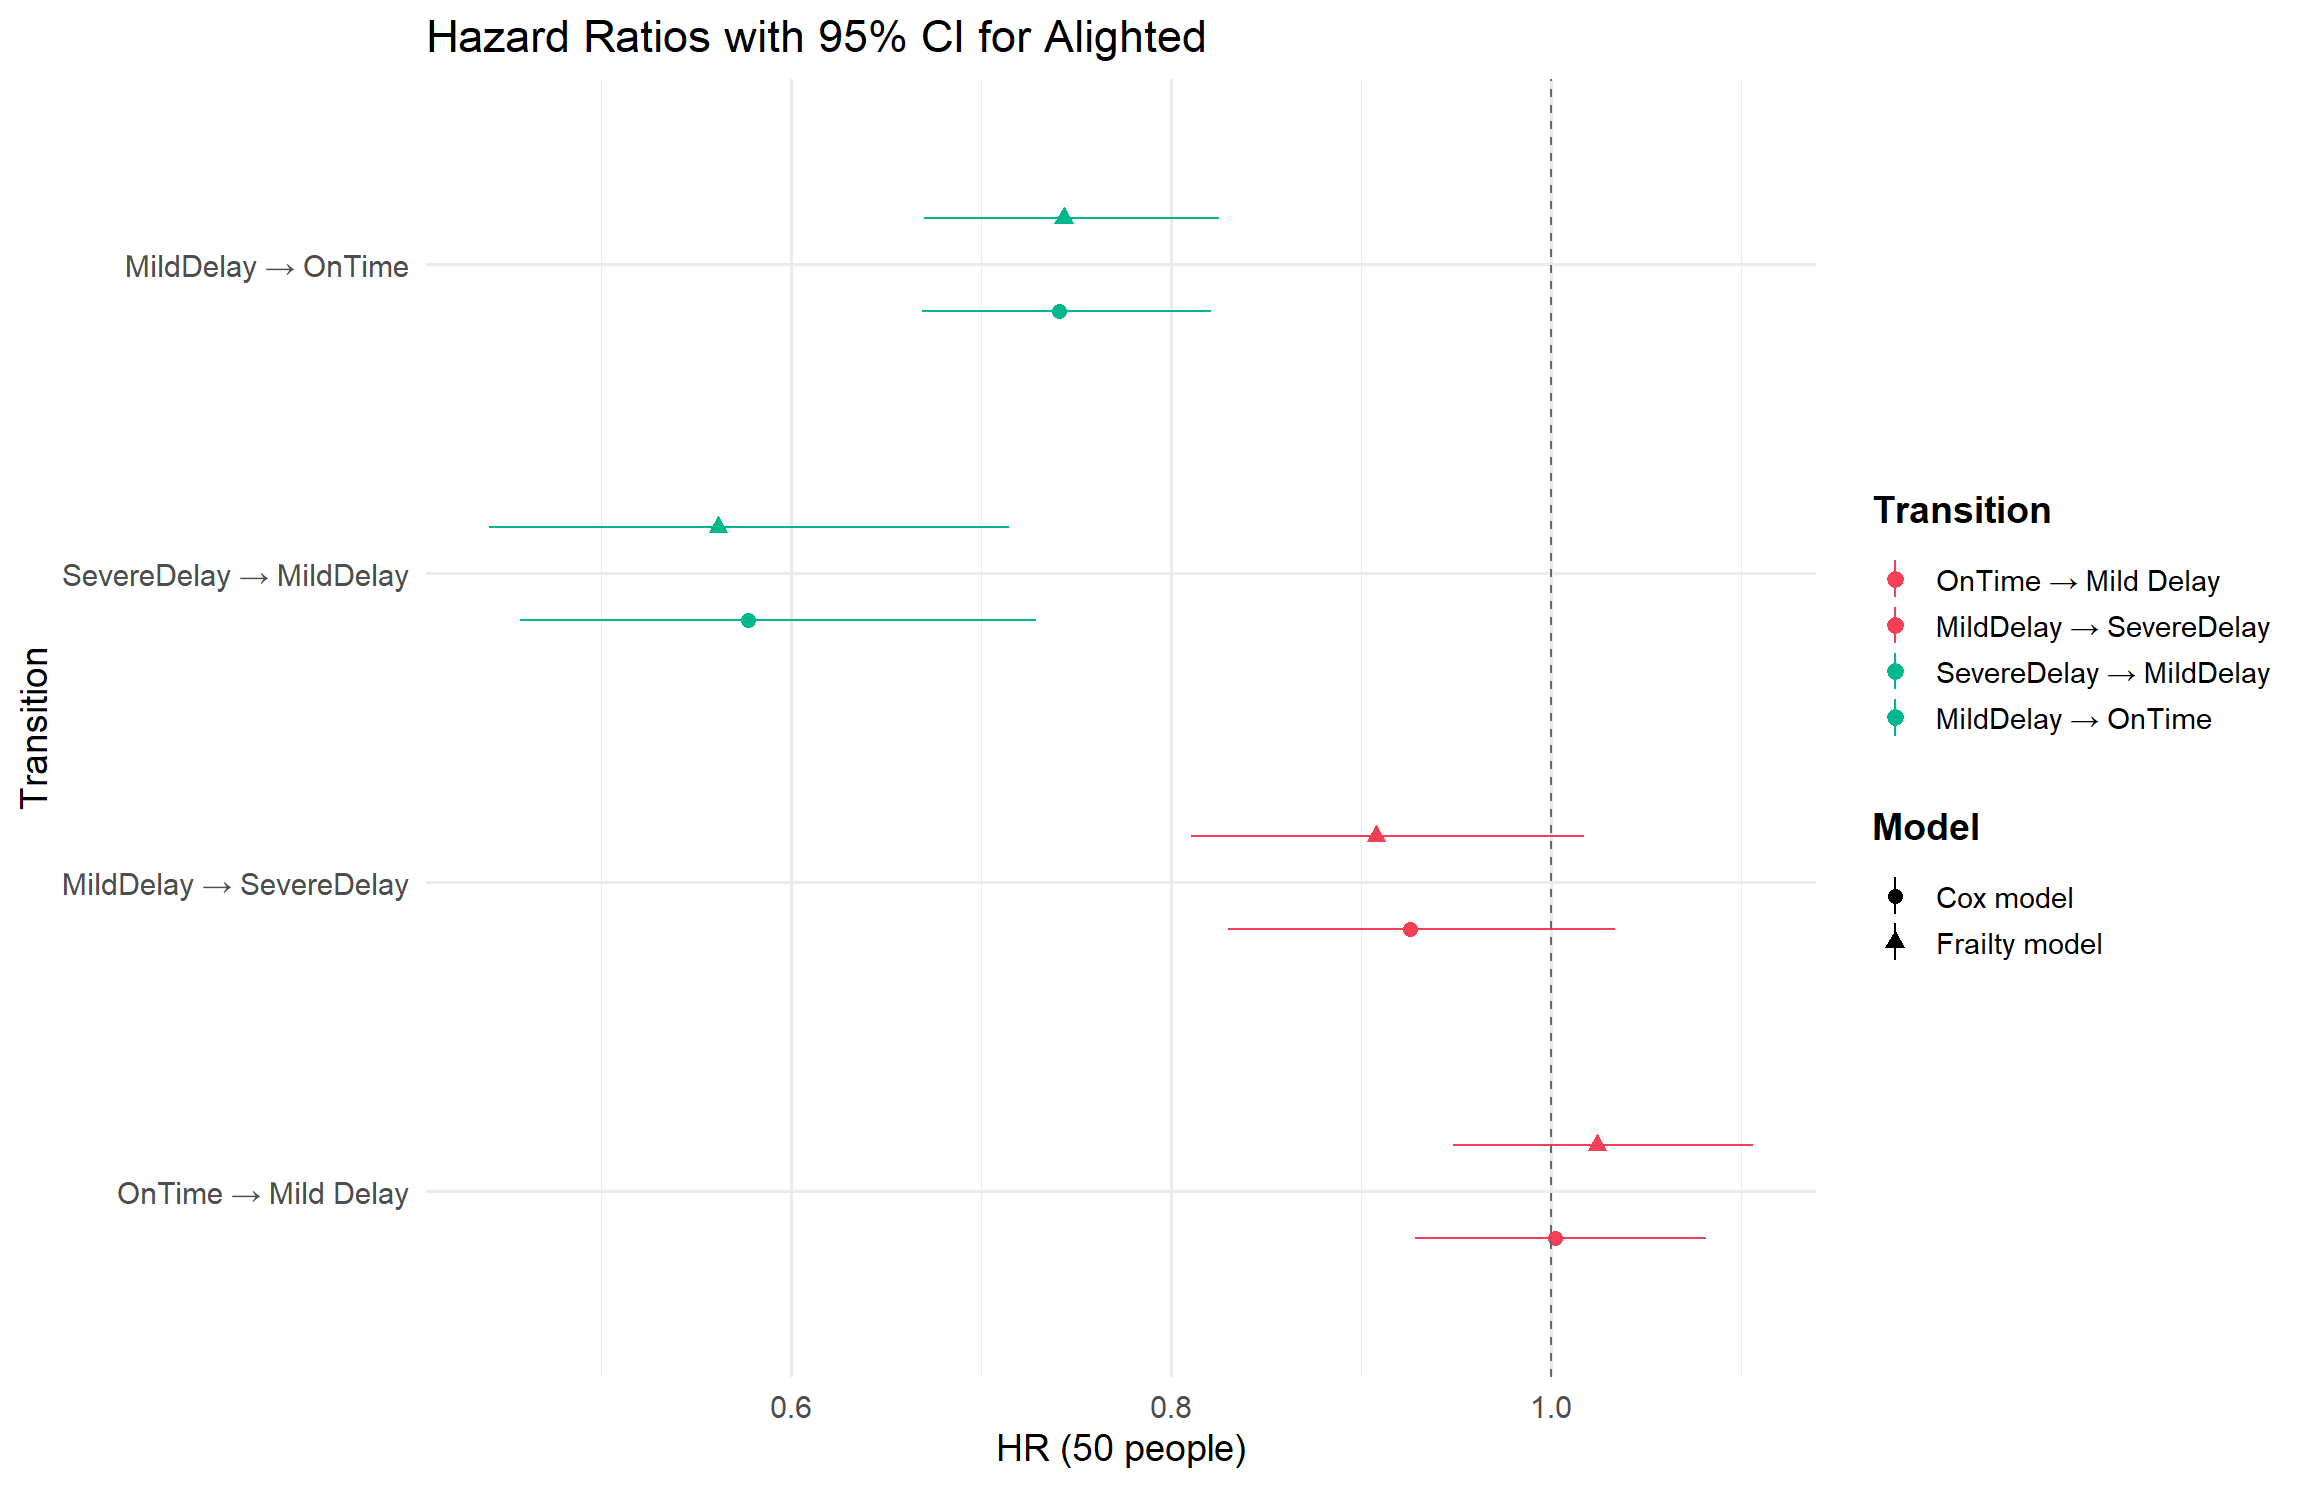 Hazard Ratios with 95% CI for Alighted
Transition
MildDelay → OnTime
SevereDelay → MildDelay
MildDelay → SevereDelay
OnTime → Mild Delay
0.6
0.8
1.0
HR (50 people)
Transition
OnTime → Mild Delay
MildDelay → SevereDelay
SevereDelay → MildDelay
MildDelay → OnTime
Model
Cox model
Frailty model